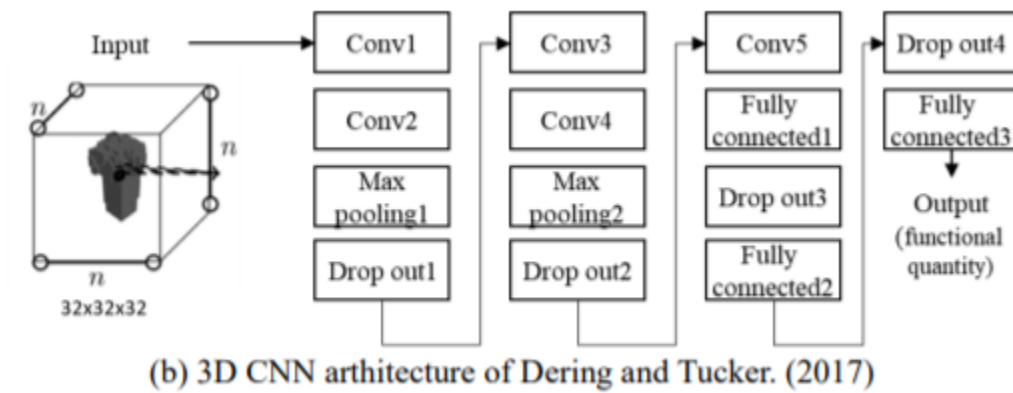 Input
n
n
n
32x32x32
Conv1
Conv2
Max
pooling1
Drop out1
Conv3
Conv4
Max
pooling2
Drop out2
Conv5
Fully
connected1
Drop out3
Fully
connected2
Drop out4
Fully
connected3
Output
(functional
quantity)
(b) 3D CNN arthitecture of Dering and Tucker. (2017)